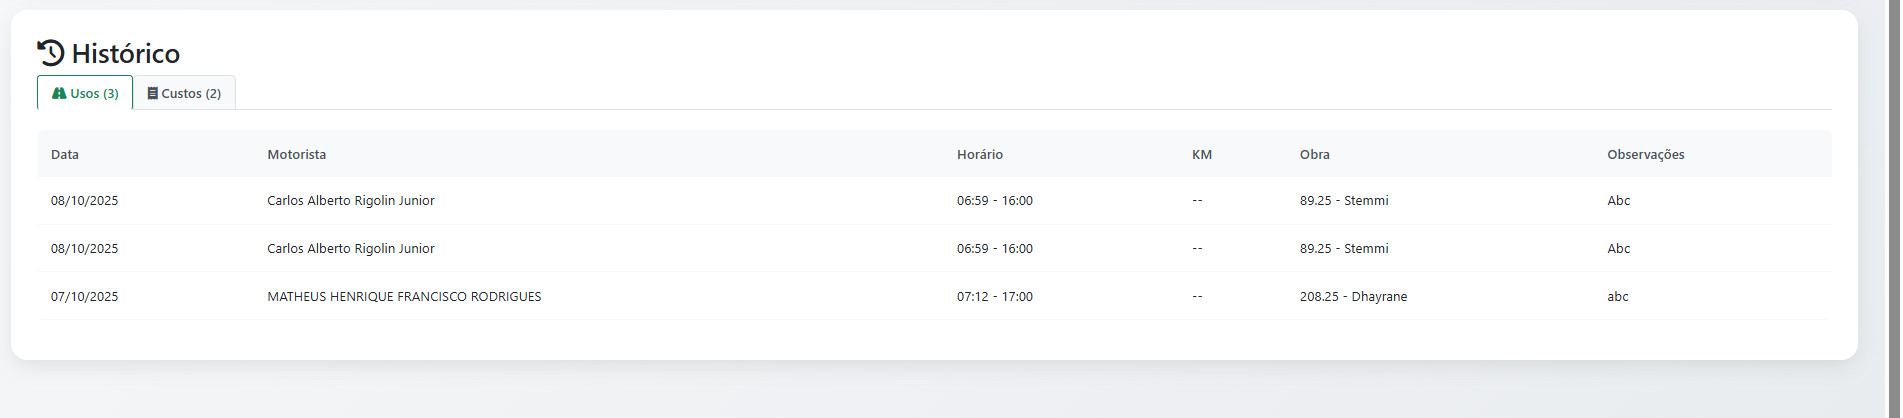 Histórico
Usos (3) Custos (2)
Data Motorista Horário KM Obra Observações
08/10/2025 Carlos Alberto Rigolin Junior 06:59 - 16:00 -- 89.25 - Stemmi Abc
08/10/2025 Carlos Alberto Rigolin Junior 06:59 - 16:00 -- 89.25 - Stemmi Abc
07/10/2025 MATHEUS HENRIQUE FRANCISCO RODRIGUES 07:12 - 17:00 -- 208.25 - Dhayrane abc